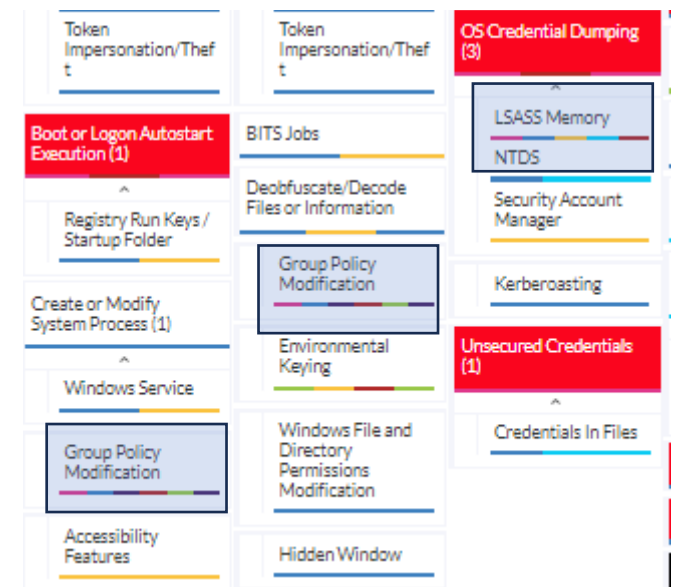 Token
Impersonation/Thef
t
Boot or Logon Autostart
Execution (1)
Registry Run Keys /
Startup Folder
Create or Modify
System Process (1)
Windows Service
Group Policy
Modification
Accessibility
Features
Token
Impersonation/Thef
t
BITS Jobs
Deobfuscate/Decode
Files or Information
Group Policy
Modification
Environmental
Keying
Windows File and
Directory
Permissions
Modification
Hidden Window
OS Credential Dumping
(3)
LSASS Memory
NTDS
Security Account
Manager
Kerberoasting
Unsecured Credentials
(1)
Credentials In Files